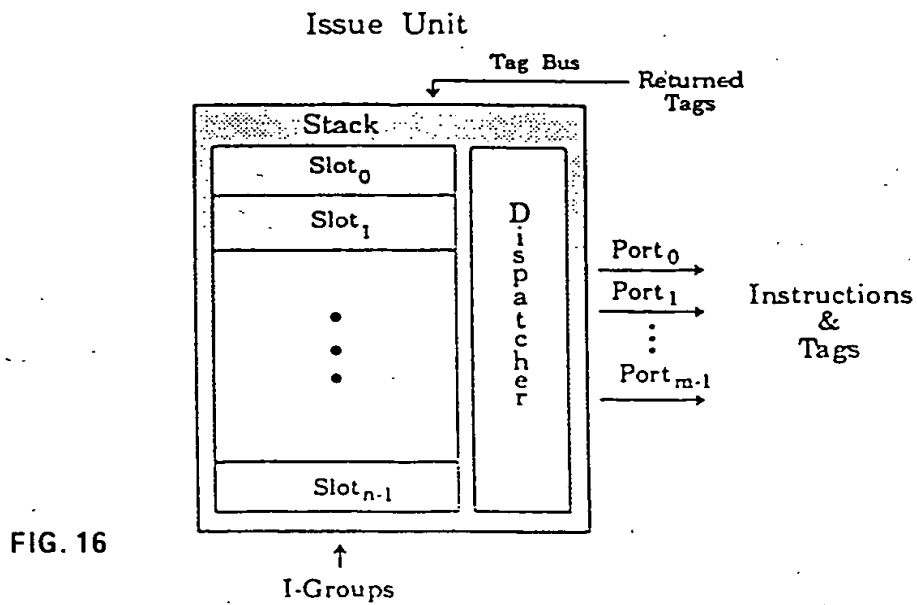 Issue Unit
Tag Bus
Returned
Tags
Stack
Slot₀
Slot₁
Dispatcher
Port₀
Port₁
Portₘ₋₁
Instructions
&
Tags
Slotₙ₋₁
FIG. 16
I-Groups